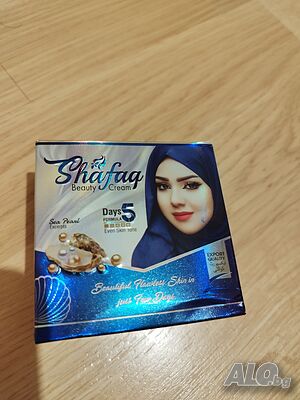 Shafaq
Beauty Cream
Sea Pearl
Days 5
FORMULA
Even Skin Tone
EXPORT
QUALITY
Beautiful, Flawless Skin in
just Five Days
ALO.bg